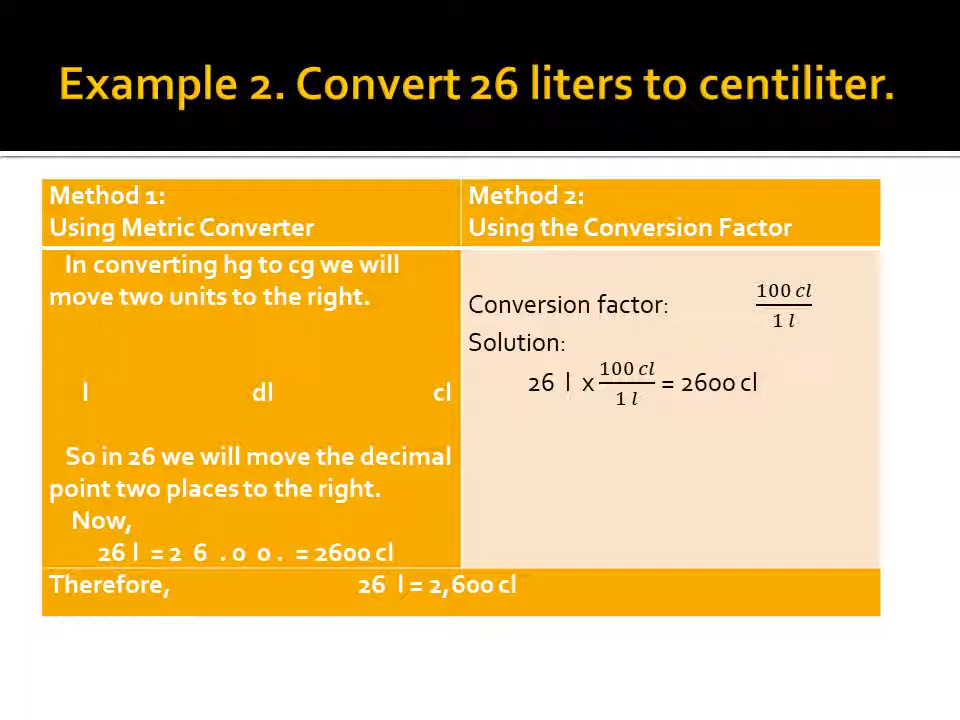 Example 2. Convert 26 liters to centiliter.
Method 1:
Using Metric Converter
Method 2:
Using the Conversion Factor
In converting hg to cg we will
move two units to the right.
l dl cl
So in 26 we will move the decimal
point two places to the right.
Now,
26 l = 2 6 . 0 0 . = 2600 cl
Conversion factor: 100 cl / 1 l
Solution:
26 l x 100 cl / 1 l = 2600 cl
Therefore, 26 l = 2,600 cl